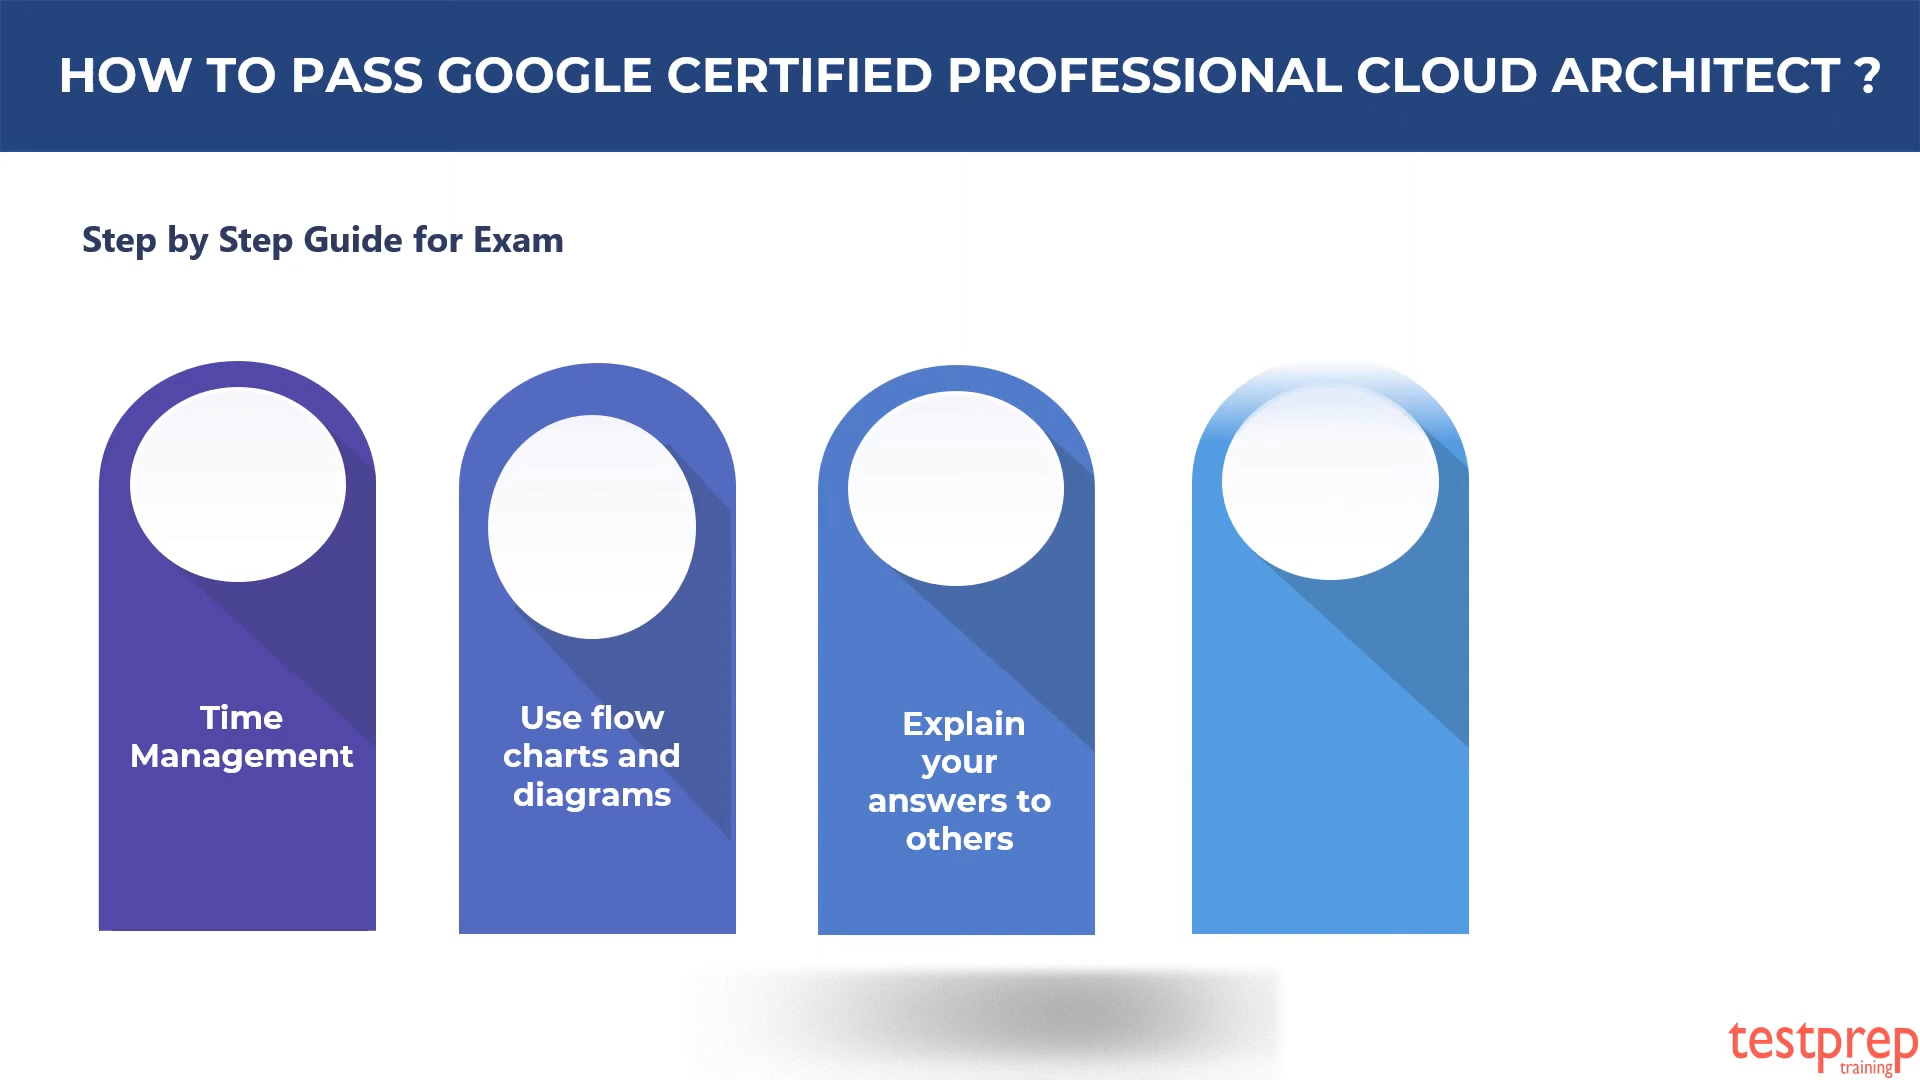 HOW TO PASS GOOGLE CERTIFIED PROFESSIONAL CLOUD ARCHITECT ?
Step by Step Guide for Exam
Time
Management
Use flow
charts and
diagrams
Explain
your
answers to
others
testprep
training